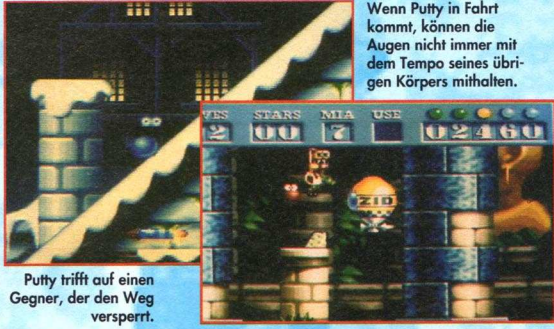 Wenn Putty in Fahrt
kommt, können die
Augen nicht immer mit
dem Tempo seines übri-
gen Körpers mithalten.
VES STARS MIA USE
2 00 7 02460
ZID
Putty trifft auf einen
Gegner, der den Weg
versperrt.